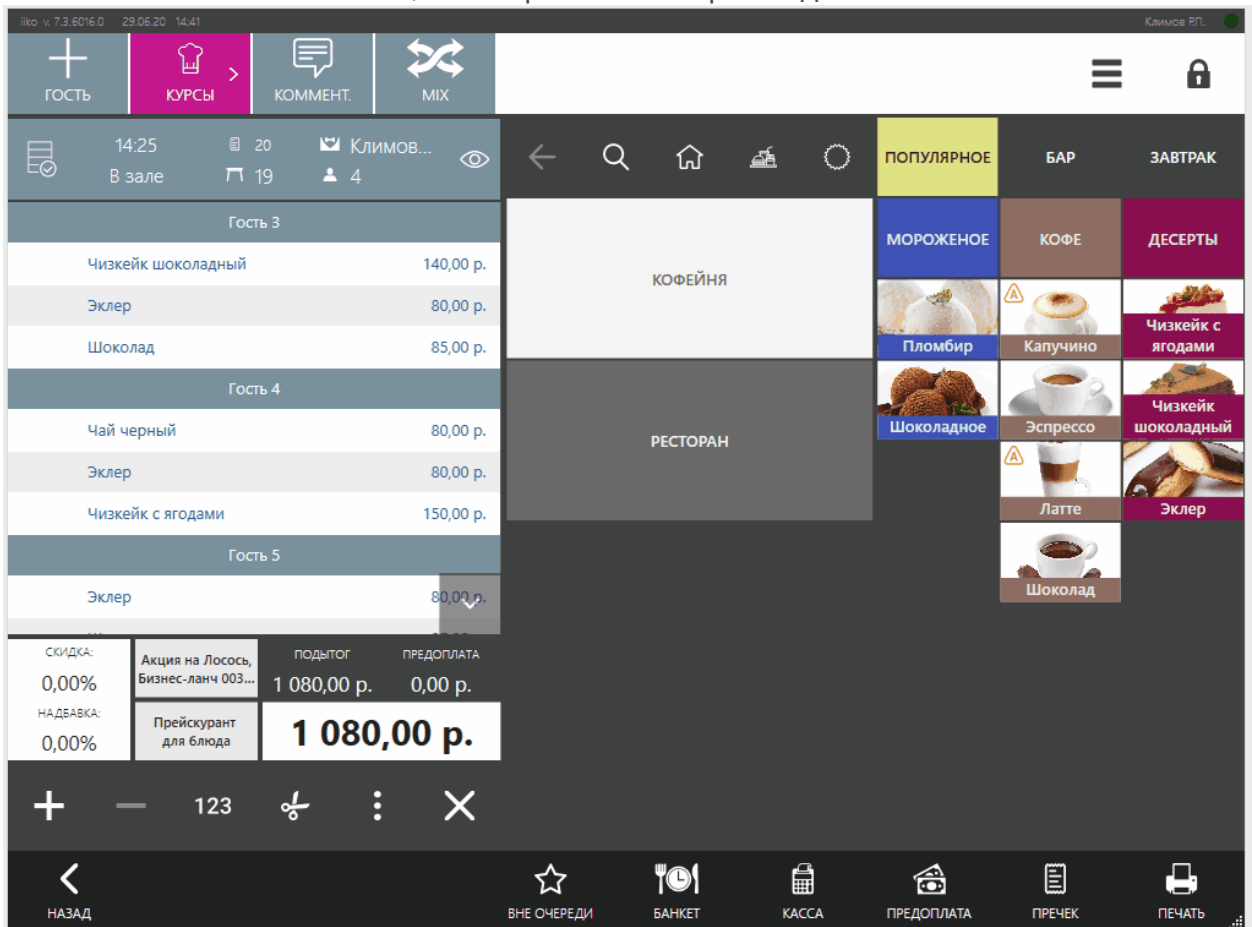 iiko v. 7.3.6016.0 29.06.20 14:41 Климов Р.П.
ГОСТЬ КУРСЫ КОММЕНТ. MIX
14:25 20 Климов...
В зале 19 4
ПОПУЛЯРНОЕ БАР ЗАВТРАК
МОРОЖЕНОЕ КОФЕ ДЕСЕРТЫ
Гость 3
Чизкейк шоколадный 140,00 р.
Эклер 80,00 р.
Шоколад 85,00 р.
Гость 4
Чай черный 80,00 р.
Эклер 80,00 р.
Чизкейк с ягодами 150,00 р.
Гость 5
Эклер 80,00 р.
КОФЕЙНЯ
РЕСТОРАН
Пломбир
Шоколадное
A
Капучино
Эспрессо
A
Латте
Шоколад
Чизкейк с
ягодами
Чизкейк
шоколадный
Эклер
СКИДКА:
0,00%
НАДБАВКА:
0,00%
Акция на Лосось,
Бизнес-ланч 003...
Прейскурант
для блюда
ПОДЫТОГ ПРЕДОПЛАТА
1 080,00 р. 0,00 р.
1 080,00 р.
123
НАЗАД ВНЕ ОЧЕРЕДИ БАНКЕТ КАССА ПРЕДОПЛАТА ПРЕЧЕК ПЕЧАТЬ